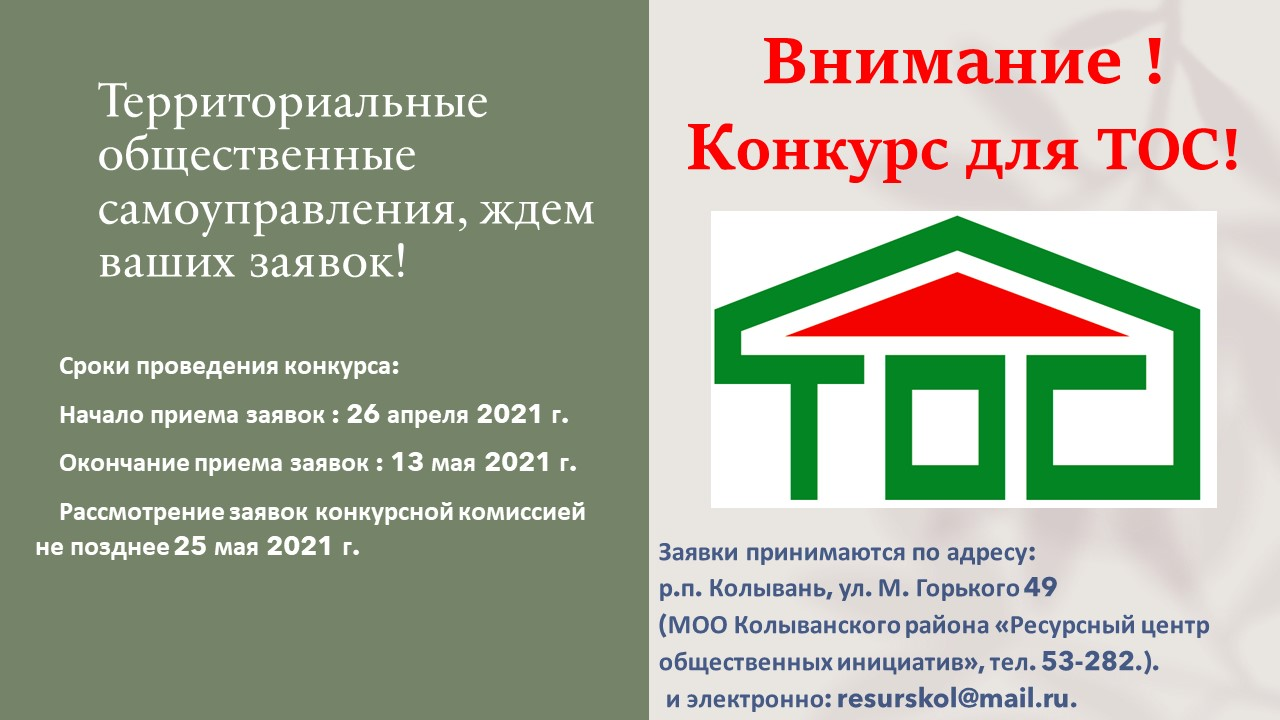 Территориальные
общественные
самоуправления, ждем
ваших заявок!
Сроки проведения конкурса:
Начало приема заявок : 26 апреля 2021 г.
Окончание приема заявок : 13 мая 2021 г.
Рассмотрение заявок конкурсной комиссией
не позднее 25 мая 2021 г.
Внимание !
Конкурс для ТОС!
ТОС
Заявки принимаются по адресу:
р.п. Колывань, ул. М. Горького 49
(МОО Колыванского района «Ресурсный центр
общественных инициатив», тел. 53-282.).
и электронно: resurskol@mail.ru.